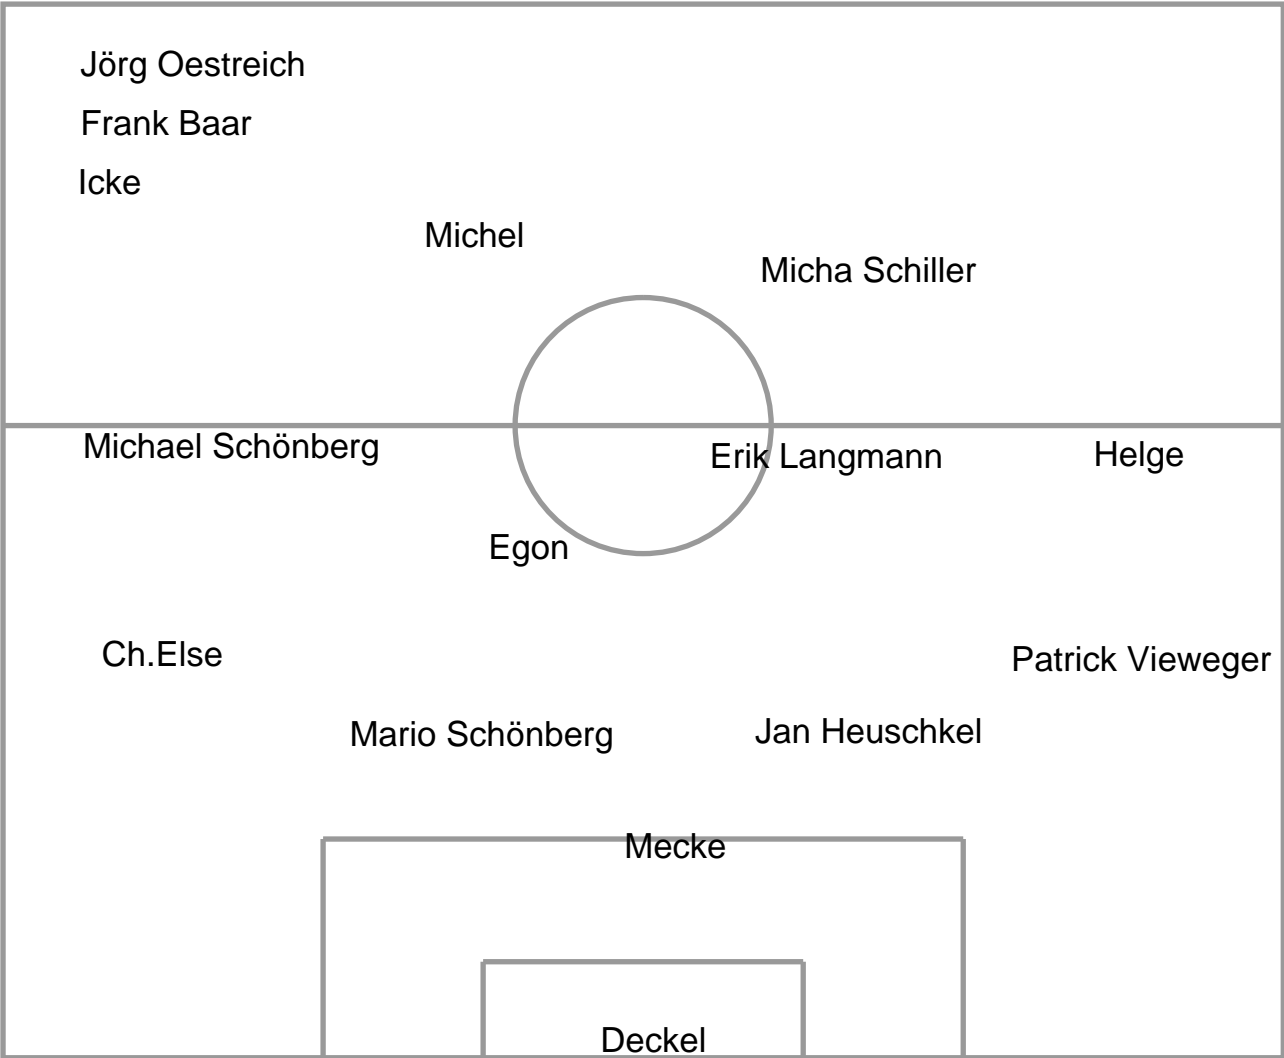 Jörg Oestreich
Frank Baar
Icke
Michel
Micha Schiller
Michael Schönberg
Erik Langmann
Helge
Egon
Ch.Else
Patrick Vieweger
Mario Schönberg
Jan Heuschkel
Mecke
Deckel